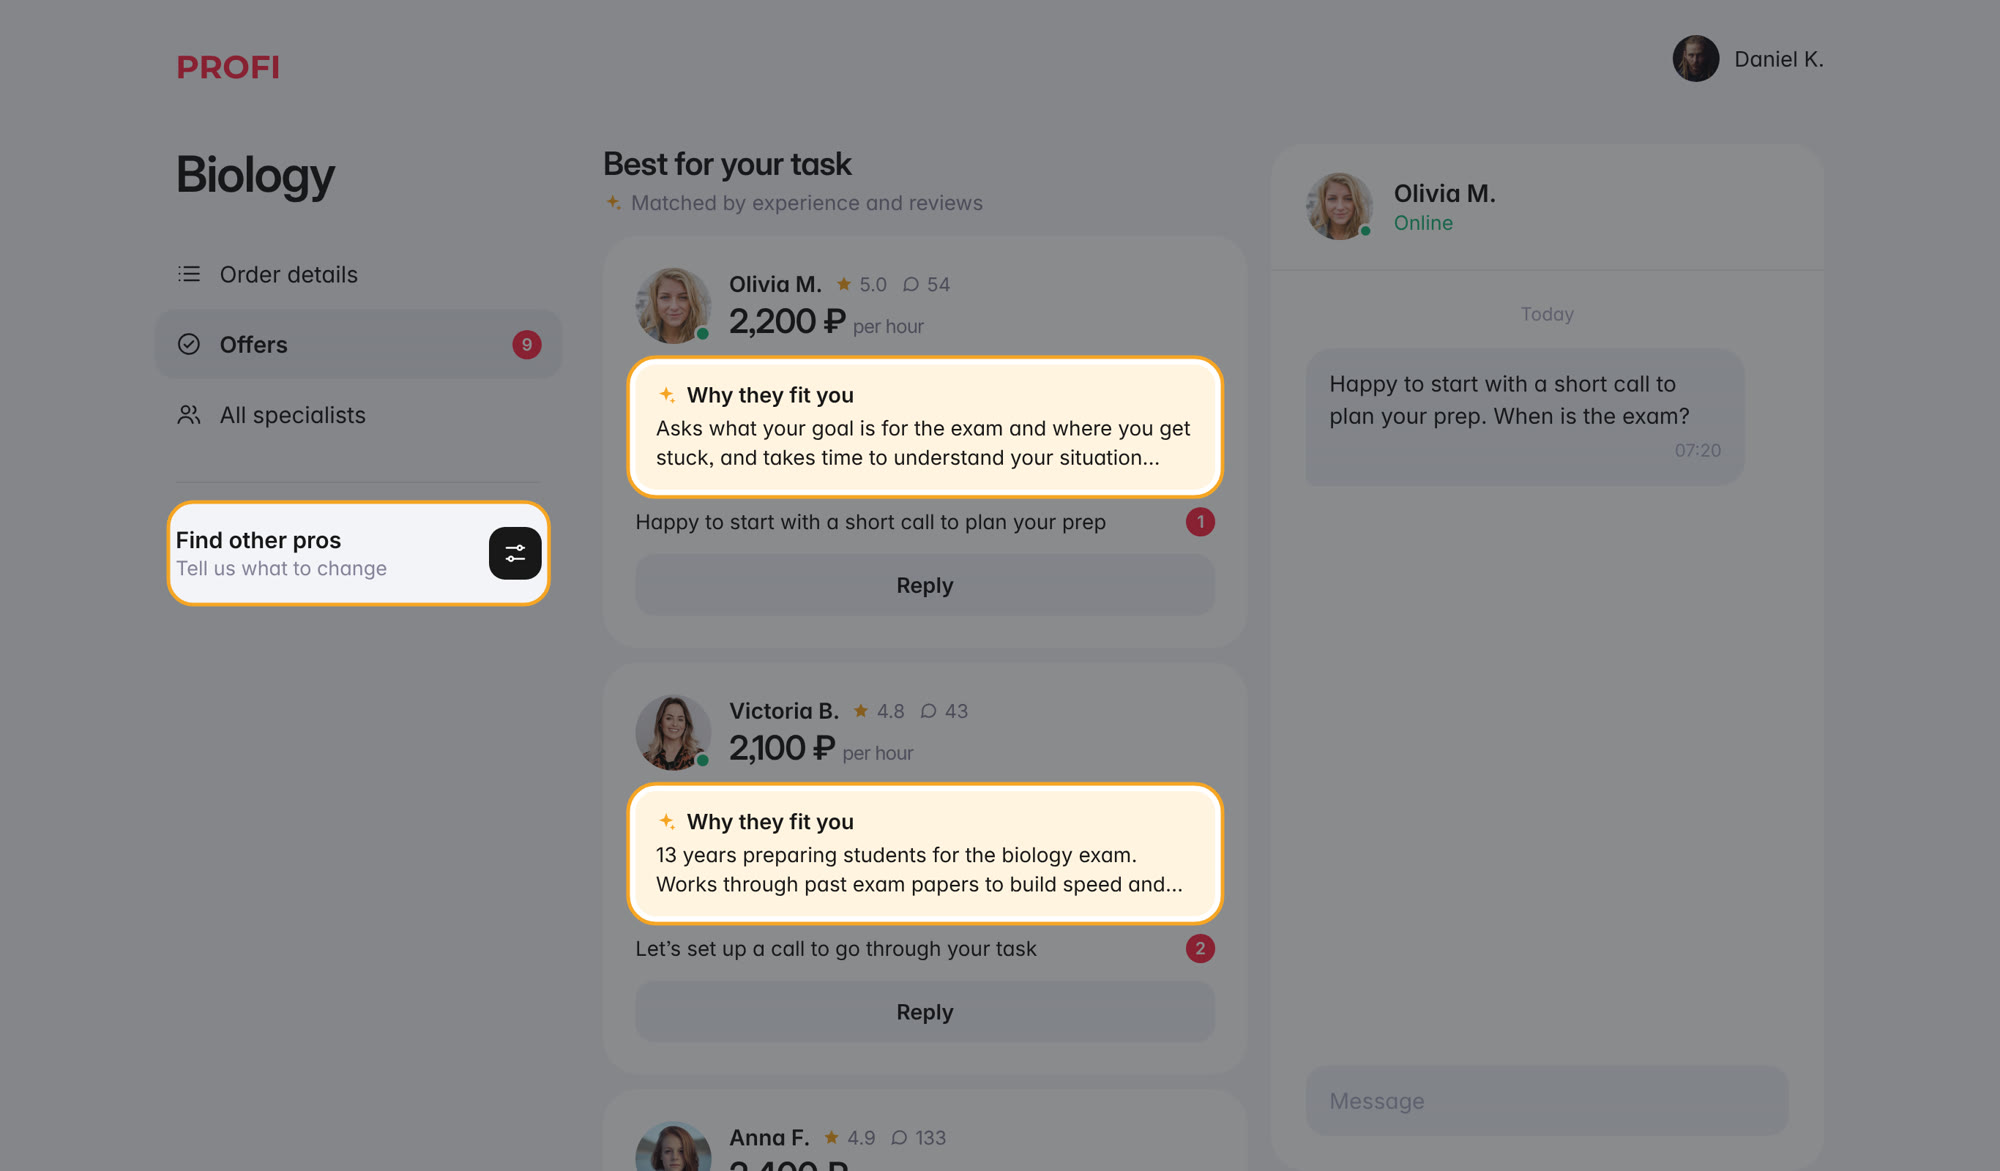 PROFI
Daniel K.
Biology
Order details
Offers
9
All specialists
Find other pros
Tell us what to change
Best for your task
Matched by experience and reviews
Olivia M. 5.0 54
2,200 ₽ per hour
Why they fit you
Asks what your goal is for the exam and where you get
stuck, and takes time to understand your situation...
Happy to start with a short call to plan your prep
1
Reply
Victoria B. 4.8 43
2,100 ₽ per hour
Why they fit you
13 years preparing students for the biology exam.
Works through past exam papers to build speed and...
Let’s set up a call to go through your task
2
Reply
Anna F. 4.9 133
2,400 ₽
Olivia M.
Online
Today
Happy to start with a short call to
plan your prep. When is the exam?
07:20
Message